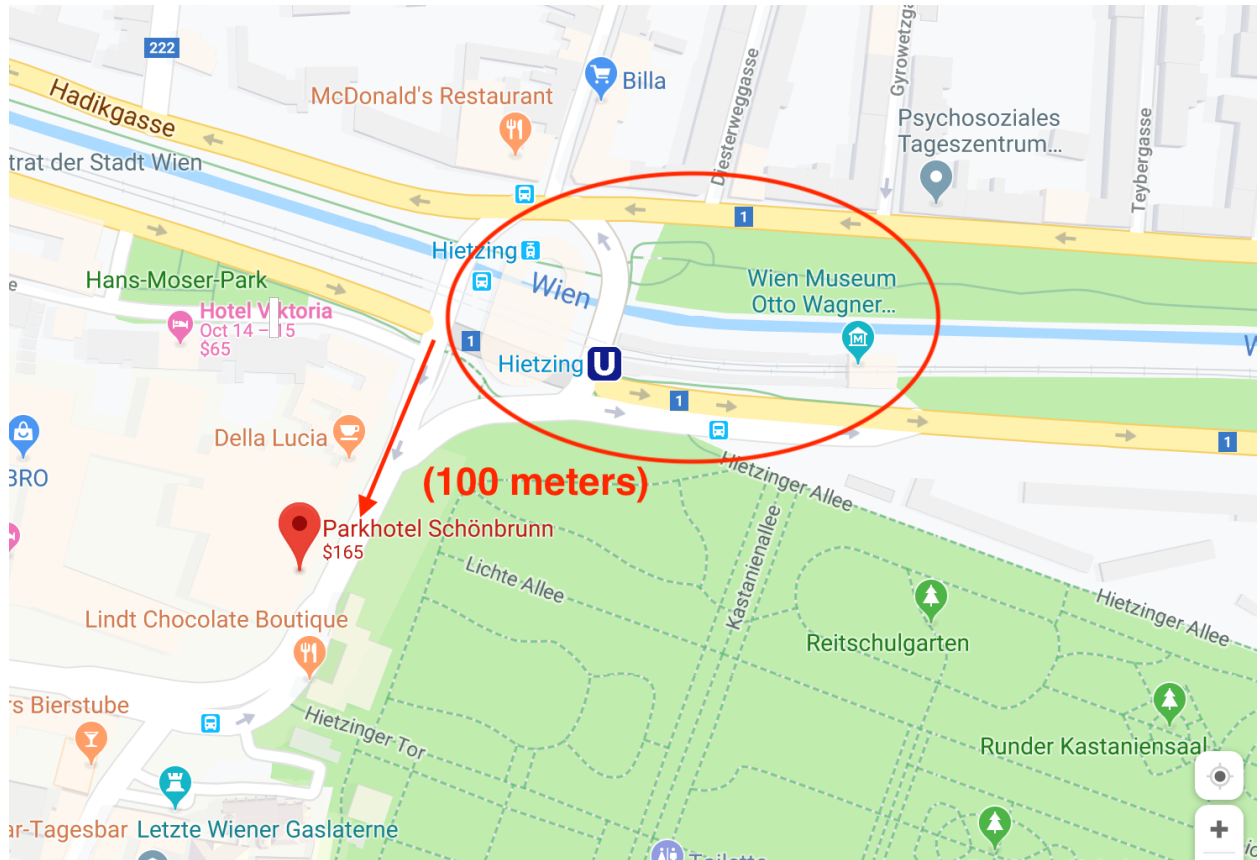 222
Hadikgasse
McDonald's Restaurant
Billa
Diesterweggasse
Gyrowetzga
Psychosoziales
Tageszentrum...
Teybergasse
trat der Stadt Wien
1
Hietzing
Wien
Wien Museum
Otto Wagner...
M
Hans-Moser-Park
Hotel Viktoria
Oct 14 – 15
$65
1
Hietzing U
1
W
1
Della Lucia
BRO
(100 meters)
Hietzinger Allee
Parkhotel Schönbrunn
$165
Kastanienallee
Lichte Allee
Hietzinger Allee
Lindt Chocolate Boutique
Reitschulgarten
rs Bierstube
Hietzinger Tor
Runder Kastaniensaal
ar-Tagesbar
Letzte Wiener Gaslaterne
Toilette
+